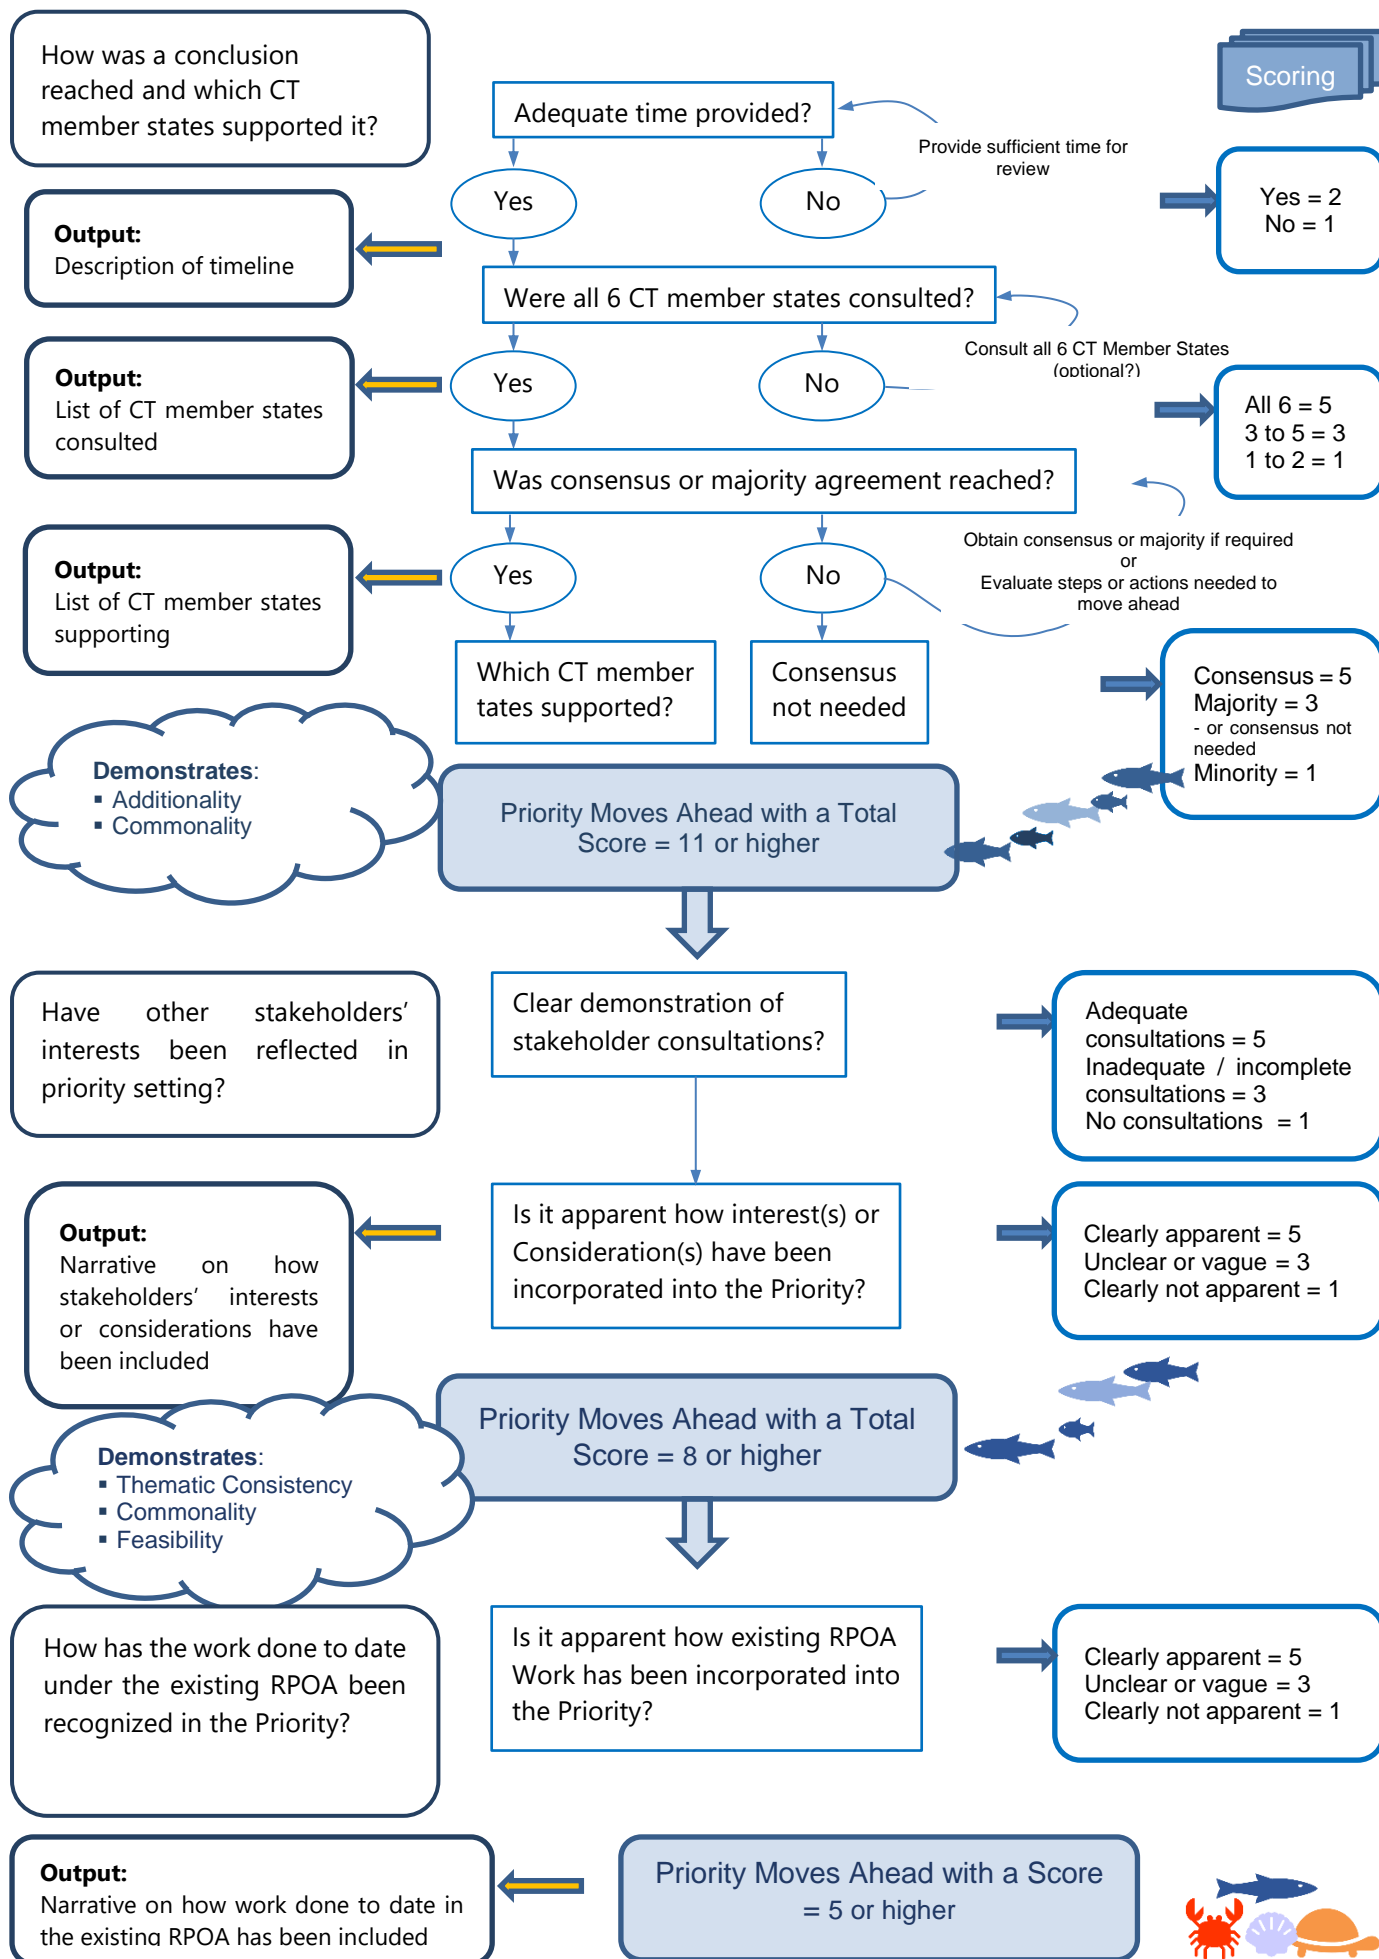 How was a conclusion
reached and which CT
member states supported it?
Scoring
Adequate time provided?
Provide sufficient time for
review
Yes
No
Yes = 2
No = 1
Output:
Description of timeline
Were all 6 CT member states consulted?
Consult all 6 CT Member States
(optional?)
Yes
No
Output:
List of CT member states
consulted
All 6 = 5
3 to 5 = 3
1 to 2 = 1
Was consensus or majority agreement reached?
Obtain consensus or majority if required
or
Evaluate steps or actions needed to
move ahead
Yes
No
Output:
List of CT member states
supporting
Which CT member
tates supported?
Consensus
not needed
Consensus = 5
Majority = 3
- or consensus not
needed
Minority = 1
Demonstrates:
▪ Additionality
▪ Commonality
Priority Moves Ahead with a Total
Score = 11 or higher
Have other stakeholders’
interests been reflected in
priority setting?
Clear demonstration of
stakeholder consultations?
Adequate
consultations = 5
Inadequate / incomplete
consultations = 3
No consultations = 1
Output:
Narrative on how
stakeholders’ interests
or considerations have
been included
Is it apparent how interest(s) or
Consideration(s) have been
incorporated into the Priority?
Clearly apparent = 5
Unclear or vague = 3
Clearly not apparent = 1
Demonstrates:
▪ Thematic Consistency
▪ Commonality
▪ Feasibility
Priority Moves Ahead with a Total
Score = 8 or higher
How has the work done to date
under the existing RPOA been
recognized in the Priority?
Is it apparent how existing RPOA
Work has been incorporated into
the Priority?
Clearly apparent = 5
Unclear or vague = 3
Clearly not apparent = 1
Output:
Narrative on how work done to date in
the existing RPOA has been included
Priority Moves Ahead with a Score
= 5 or higher